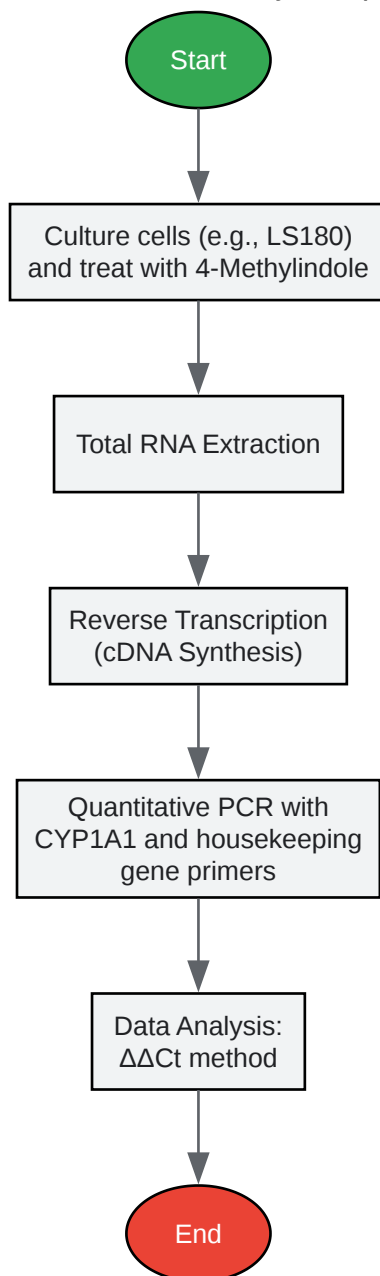 Start
Culture cells (e.g., LS180)
and treat with 4-Methylindole
Total RNA Extraction
Reverse Transcription
(cDNA Synthesis)
Quantitative PCR with
CYP1A1 and housekeeping
gene primers
Data Analysis:
ΔΔCt method
End